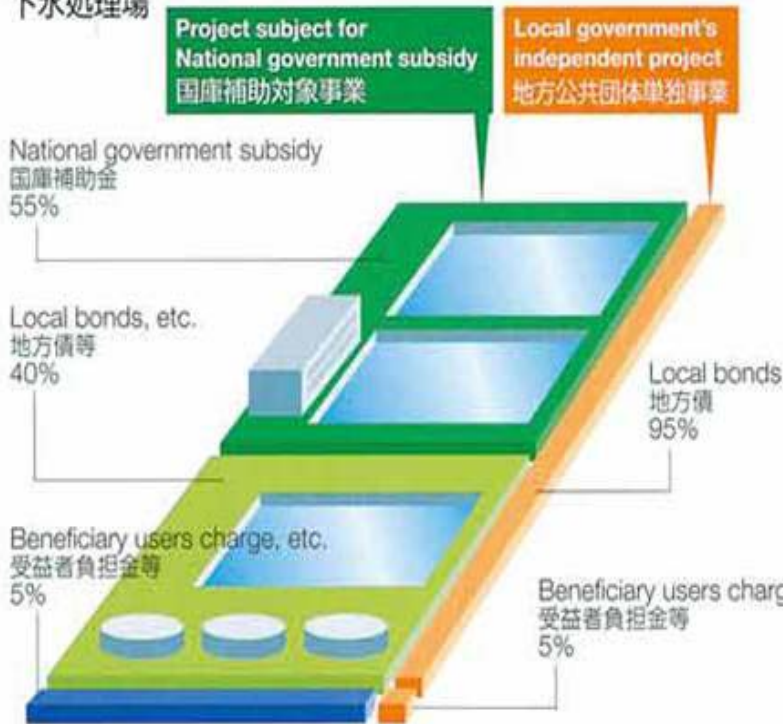 下水処理場
Project subject for
National government subsidy
国庫補助対象事業
Local government's
independent project
地方公共団体単独事業
National government subsidy
国庫補助金
55%
Local bonds, etc.
地方債等
40%
Local bonds
地方債
95%
Beneficiary users charge, etc.
受益者負担金等
5%
Beneficiary users charg
受益者負担金等
5%